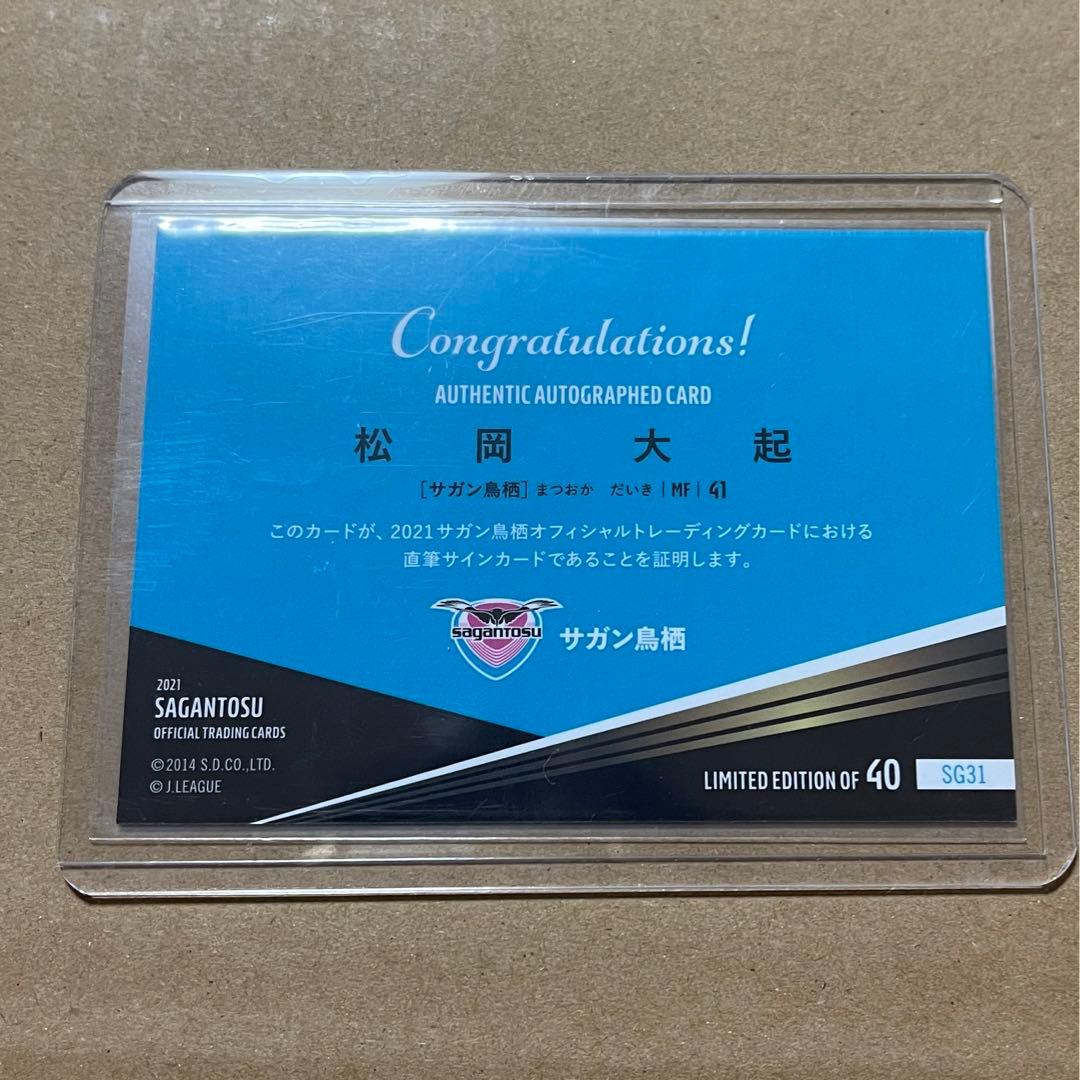 Congratulations!
AUTHENTIC AUTOGRAPHED CARD
松岡 大起
[サガン鳥栖] まつおか だいき | MF | 41
このカードが、2021サガン鳥栖オフィシャルトレーディングカードにおける
直筆サインカードであることを証明します。
sagantosu サガン鳥栖
2021
SAGANTOSU
OFFICIAL TRADING CARDS
©2014 S.D.CO.,LTD.
© J.LEAGUE
LIMITED EDITION OF 40 SG31